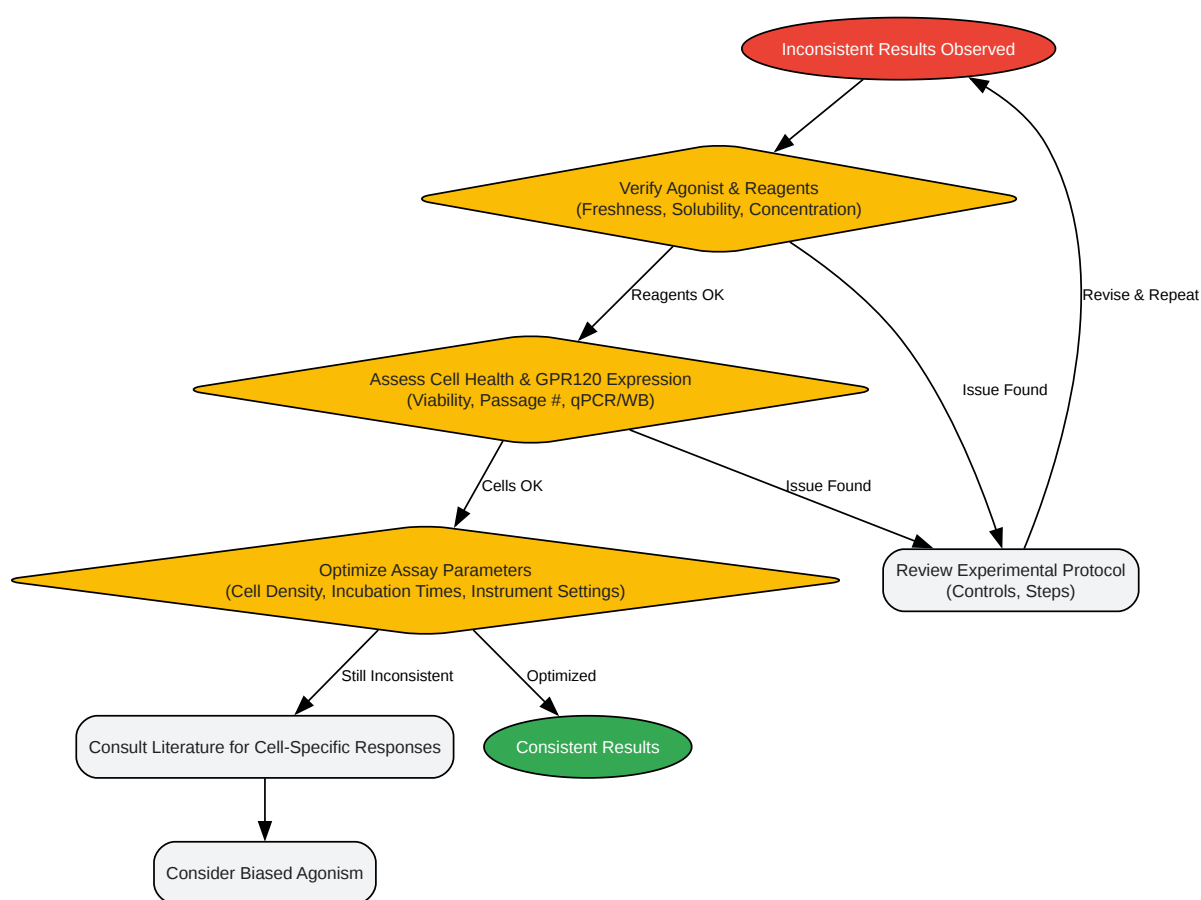 Inconsistent Results Observed
Verify Agonist & Reagents
(Freshness, Solubility, Concentration)
Reagents OK
Revise & Repeat
Assess Cell Health & GPR120 Expression
(Viability, Passage #, qPCR/WB)
Issue Found
Cells OK
Issue Found
Optimize Assay Parameters
(Cell Density, Incubation Times, Instrument Settings)
Review Experimental Protocol
(Controls, Steps)
Still Inconsistent
Optimized
Consult Literature for Cell-Specific Responses
Consistent Results
Consider Biased Agonism